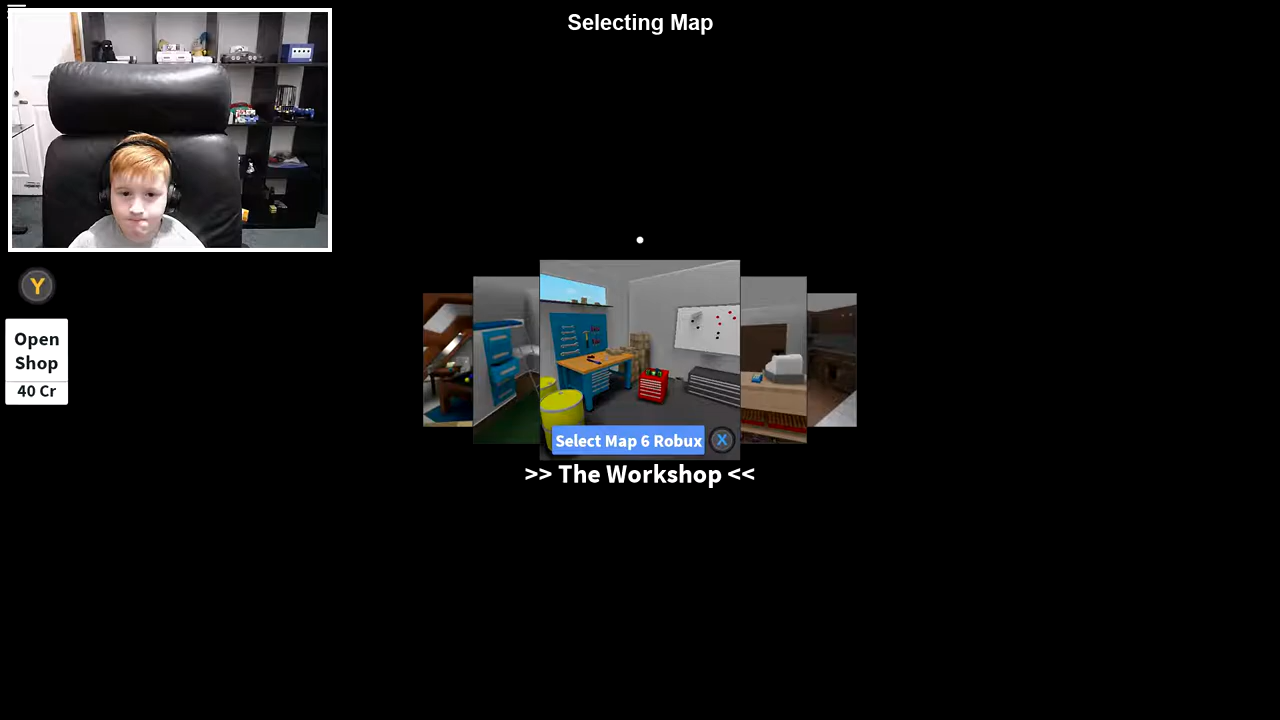 Selecting Map
Y
Open
Shop
40 Cr
Select Map 6 Robux
X
>> The Workshop <<